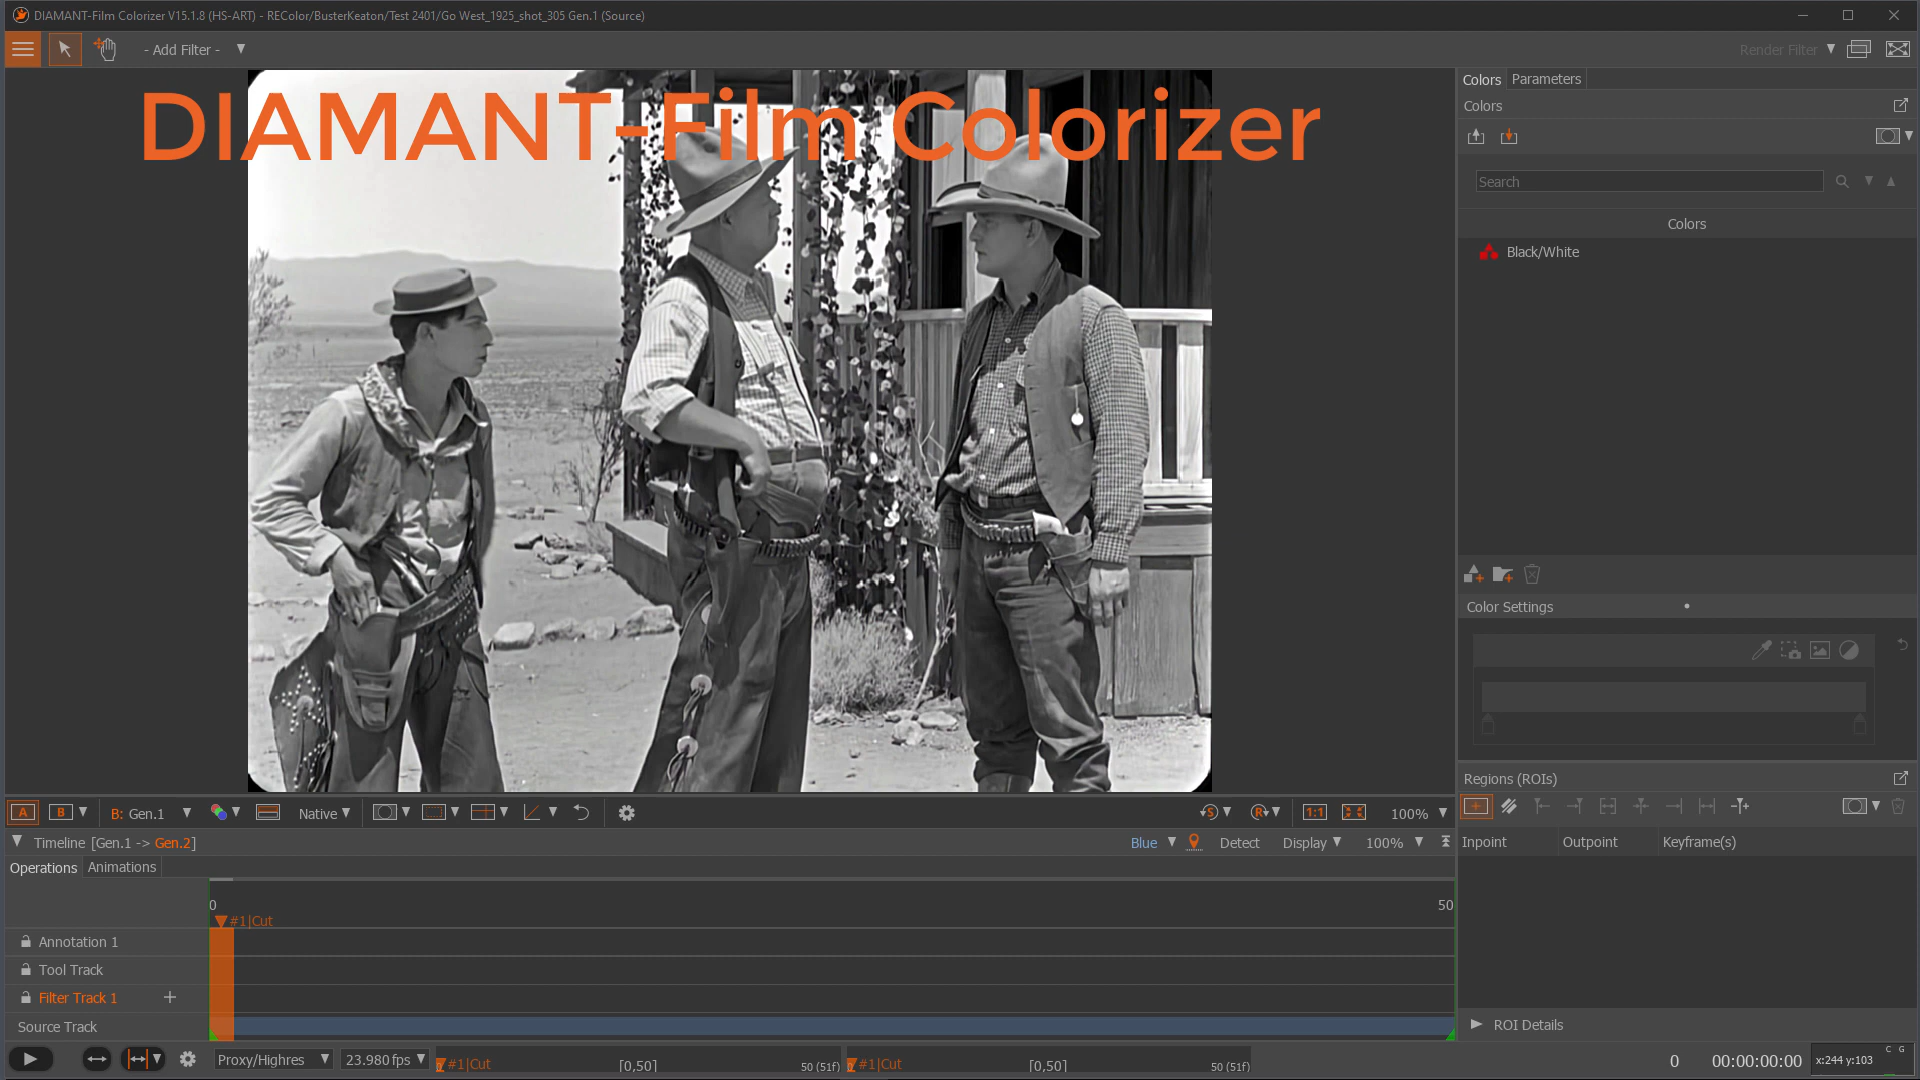 DIAMANT-Film Colorizer V15.1.8 (HS-ART) - REColor/BusterKeaton/Test 2401/Go West_1925_shot_305 Gen.1 (Source)
- Add Filter -
Render Filter
DIAMANT-Film Colorizer
Colors Parameters
Colors
Search
Colors
Black/White
Color Settings
Regions (ROIs)
Inpoint Outpoint Keyframe(s)
ROI Details
A B B: Gen.1 Native S R 1:1 100%
Timeline [Gen.1 -> Gen.2] Blue Detect Display 100%
Operations Animations
0 50
#1|Cut
Annotation 1
Tool Track
Filter Track 1
Source Track
Proxy/Highres 23.980 fps #1|Cut [0,50] 50 (51f) #1|Cut [0,50] 50 (51f) 0 00:00:00:00 x:244 y:103 C G